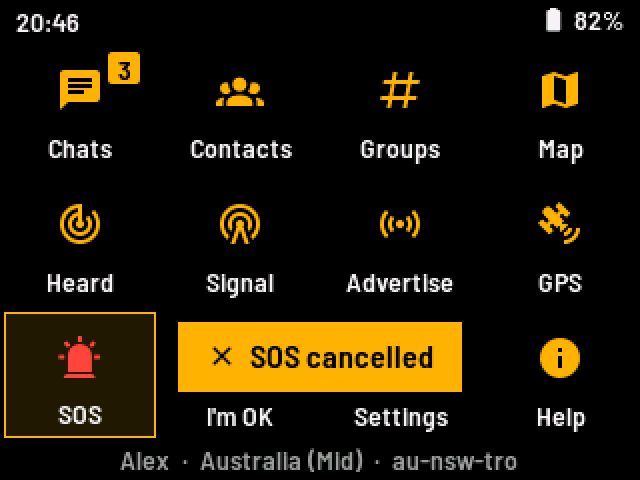 20:46 82%
3
Chats Contacts Groups Map
Heard Signal Advertise GPS
SOS cancelled
SOS I'm OK Settings Help
Alex · Australia (Mid) · au-nsw-tro